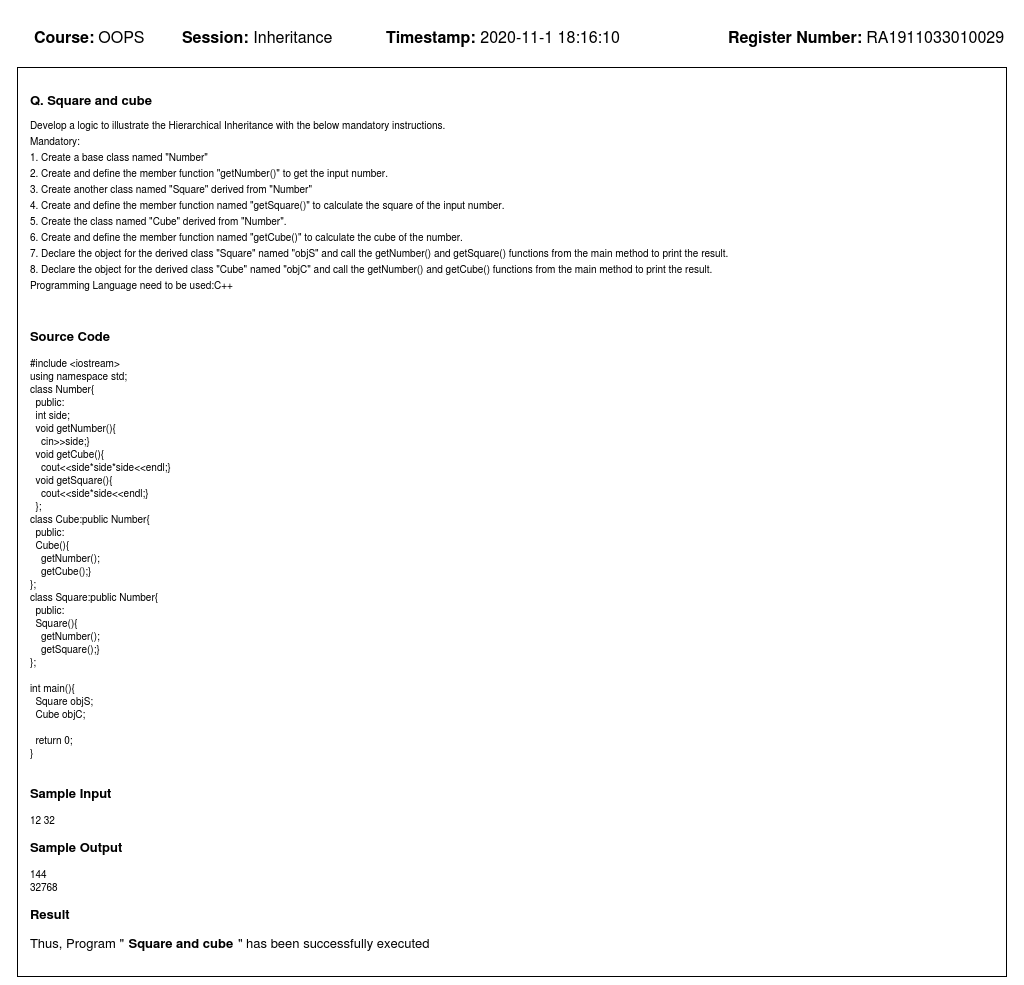 Course: OOPS Session: Inheritance Timestamp: 2020-11-1 18:16:10 Register Number: RA1911033010029
Q. Square and cube
Develop a logic to illustrate the Hierarchical Inheritance with the below mandatory instructions.
Mandatory:
1. Create a base class named "Number"
2. Create and define the member function "getNumber()" to get the input number.
3. Create another class named "Square" derived from "Number"
4. Create and define the member function named "getSquare()" to calculate the square of the input number.
5. Create the class named "Cube" derived from "Number".
6. Create and define the member function named "getCube()" to calculate the cube of the number.
7. Declare the object for the derived class "Square" named "objS" and call the getNumber() and getSquare() functions from the main method to print the result.
8. Declare the object for the derived class "Cube" named "objC" and call the getNumber() and getCube() functions from the main method to print the result.
Programming Language need to be used:C++
Source Code
#include <iostream>
using namespace std;
class Number{
  public:
  int side;
  void getNumber(){
    cin>>side;}
  void getCube(){
    cout<<side*side*side<<endl;}
  void getSquare(){
    cout<<side*side<<endl;}
  };
class Cube:public Number{
  public:
  Cube(){
    getNumber();
    getCube();}
};
class Square:public Number{
  public:
  Square(){
    getNumber();
    getSquare();}
};
int main(){
  Square objS;
  Cube objC;
  return 0;
}
Sample Input
12 32
Sample Output
144
32768
Result
Thus, Program " Square and cube " has been successfully executed